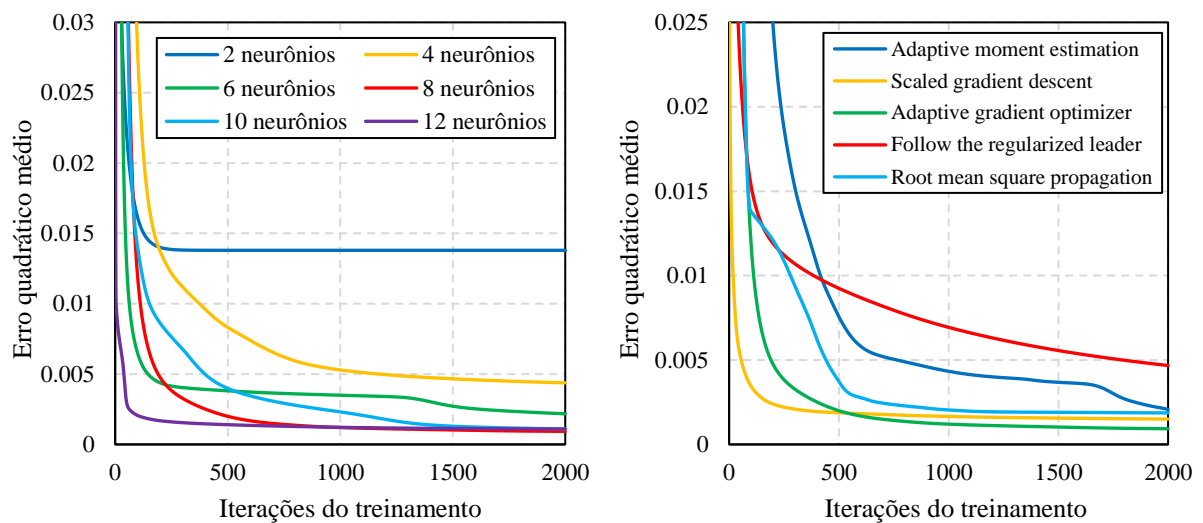 0.03
0.025
0.02
0.015
0.01
0.005
0
Erro quadrático médio
2 neurônios
4 neurônios
6 neurônios
8 neurônios
10 neurônios
12 neurônios
0 500 1000 1500 2000
Iterações do treinamento
0.025
0.02
0.015
0.01
0.005
0
Erro quadrático médio
Adaptive moment estimation
Scaled gradient descent
Adaptive gradient optimizer
Follow the regularized leader
Root mean square propagation
0 500 1000 1500 2000
Iterações do treinamento